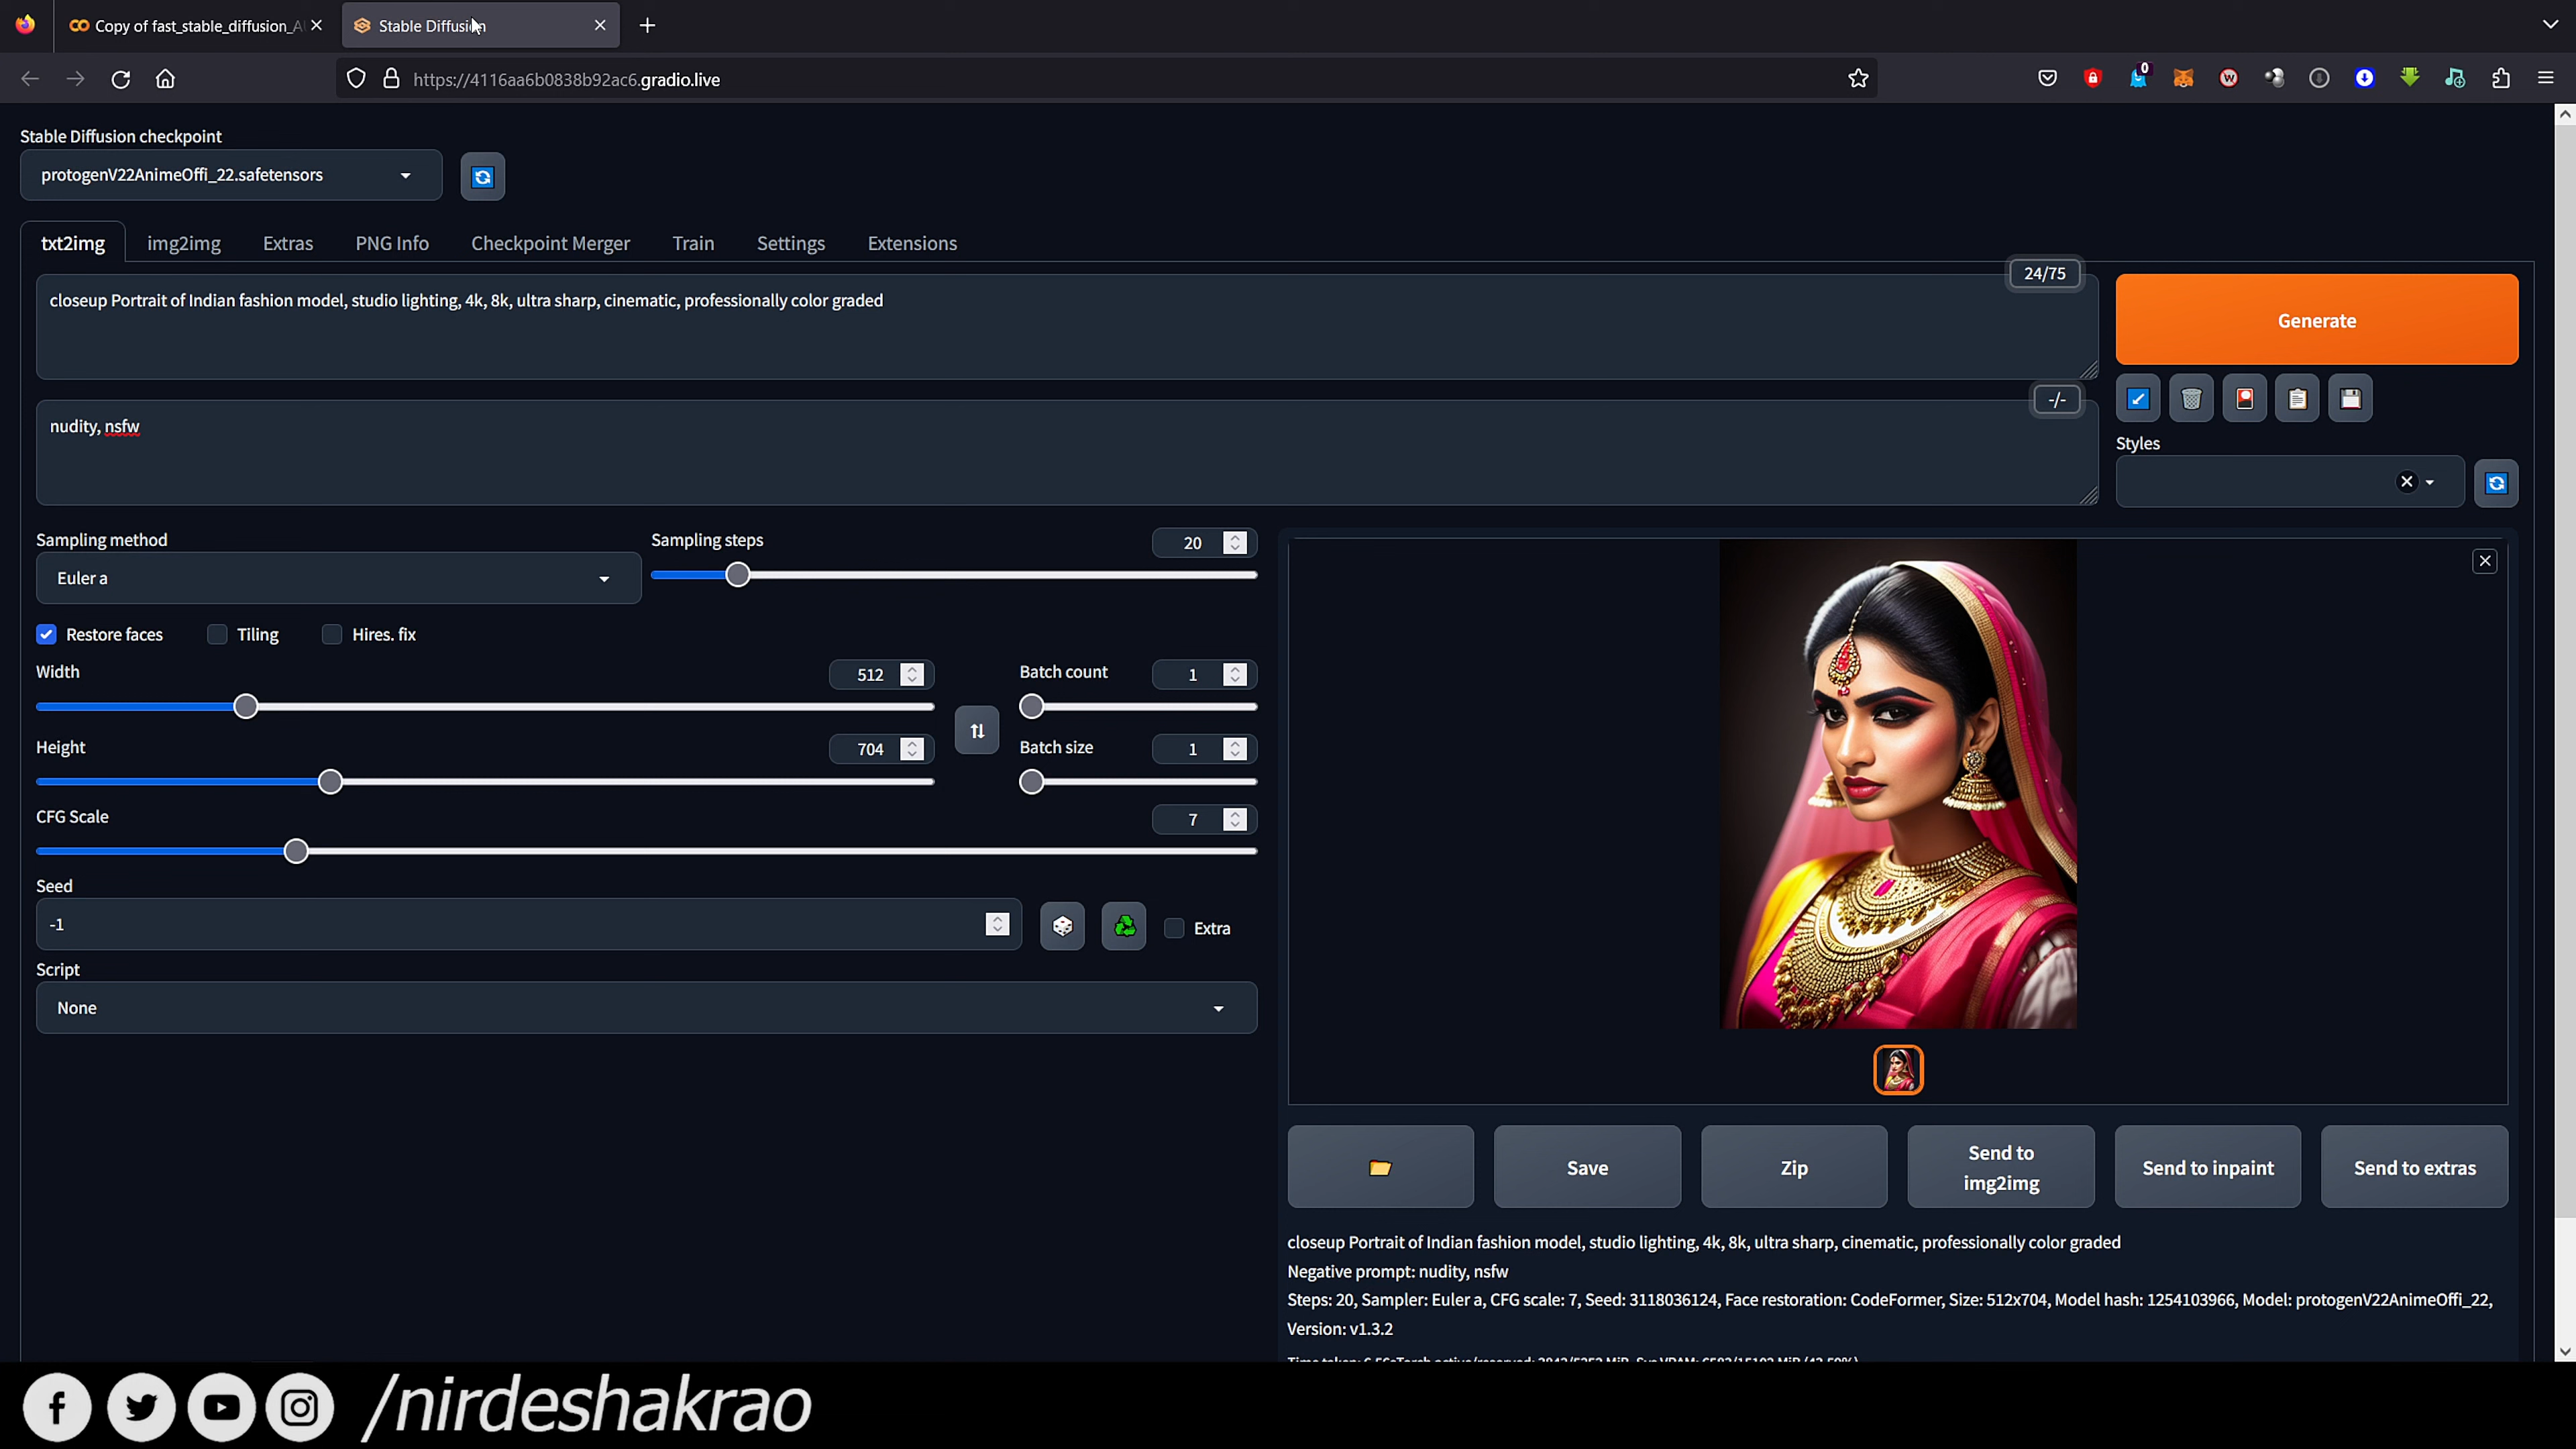 Copy of fast_stable_diffusion_A
Stable Diffusion
https://4116aa6b0838b92ac6.gradio.live
0
Stable Diffusion checkpoint
protogenV22AnimeOffi_22.safetensors
txt2img
img2img
Extras
PNG Info
Checkpoint Merger
Train
Settings
Extensions
24/75
closeup Portrait of Indian fashion model, studio lighting, 4k, 8k, ultra sharp, cinematic, professionally color graded
Generate
-/-
nudity, nsfw
Styles
Sampling method
Euler a
Sampling steps
20
Restore faces
Tiling
Hires. fix
Width
512
Batch count
1
Height
704
Batch size
1
CFG Scale
7
Seed
-1
Extra
Script
None
Save
Zip
Send to
img2img
Send to inpaint
Send to extras
closeup Portrait of Indian fashion model, studio lighting, 4k, 8k, ultra sharp, cinematic, professionally color graded
Negative prompt: nudity, nsfw
Steps: 20, Sampler: Euler a, CFG scale: 7, Seed: 3118036124, Face restoration: CodeFormer, Size: 512x704, Model hash: 1254103966, Model: protogenV22AnimeOffi_22,
Version: v1.3.2
/nirdeshakrao